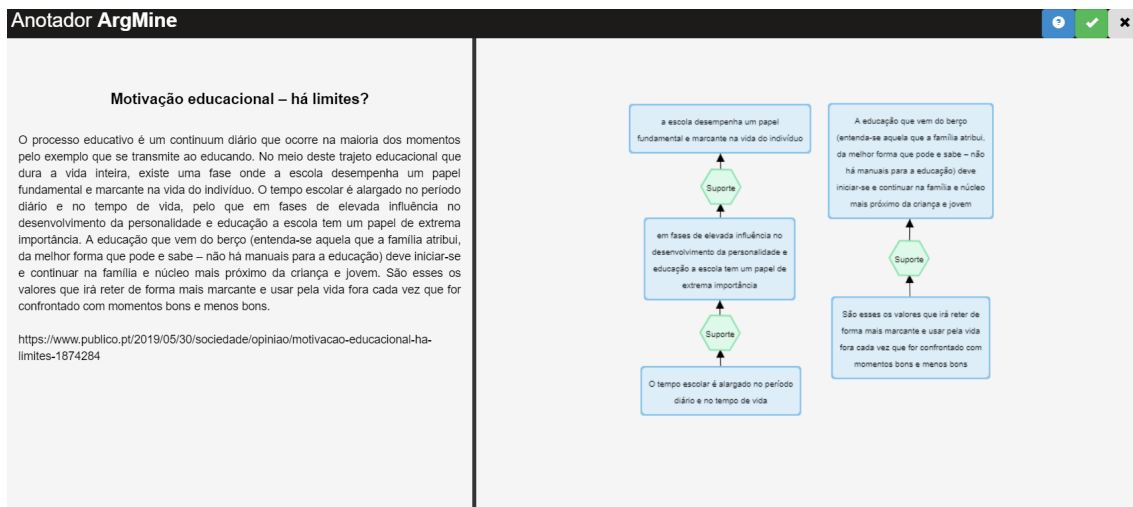 Anotador ArgMine
Motivação educacional – há limites?
O processo educativo é um continuum diário que ocorre na maioria dos momentos
pelo exemplo que se transmite ao educando. No meio deste trajeto educacional que
dura a vida inteira, existe uma fase onde a escola desempenha um papel
fundamental e marcante na vida do indivíduo. O tempo escolar é alargado no período
diário e no tempo de vida, pelo que em fases de elevada influência no
desenvolvimento da personalidade e educação a escola tem um papel de extrema
importância. A educação que vem do berço (entenda-se aquela que a família atribui,
da melhor forma que pode e sabe – não há manuais para a educação) deve iniciar-se
e continuar na família e núcleo mais próximo da criança e jovem. São esses os
valores que irá reter de forma mais marcante e usar pela vida fora cada vez que for
confrontado com momentos bons e menos bons.
https://www.publico.pt/2019/05/30/sociedade/opiniao/motivacao-educacional-ha-
limites-1874284
a escola desempenha um papel
fundamental e marcante na vida do indivíduo
Suporte
em fases de elevada influência no
desenvolvimento da personalidade e
educação a escola tem um papel de
extrema importância
Suporte
O tempo escolar é alargado no período
diário e no tempo de vida
A educação que vem do berço
(entenda-se aquela que a família atribui,
da melhor forma que pode e sabe – não
há manuais para a educação) deve
iniciar-se e continuar na família e núcleo
mais próximo da criança e jovem
Suporte
São esses os valores que irá reter de
forma mais marcante e usar pela vida
fora cada vez que for confrontado com
momentos bons e menos bons